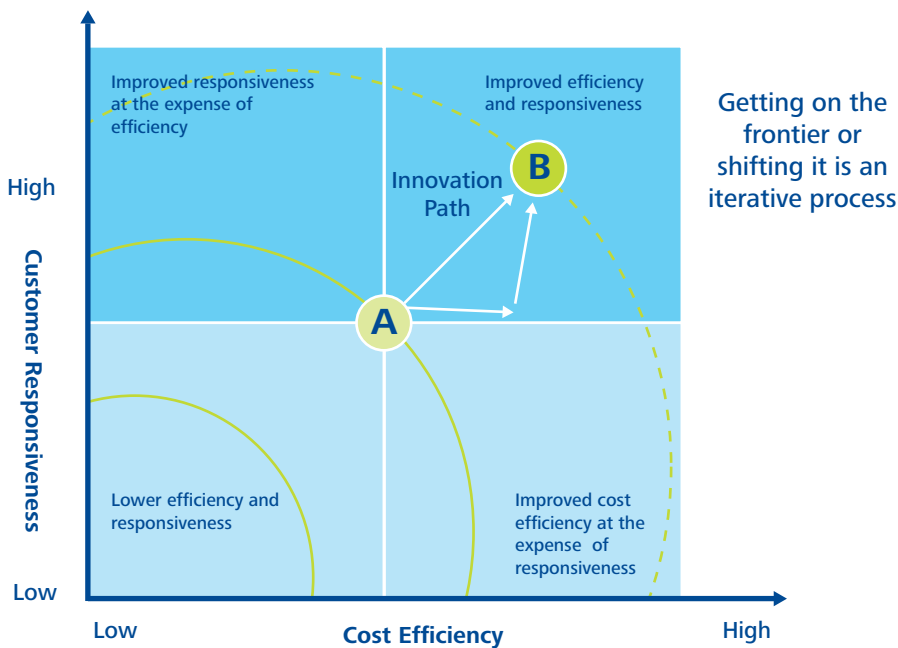 Improved responsiveness
at the expense of
efficiency
Improved efficiency
and responsiveness
Getting on the
frontier or
shifting it is an
iterative process
B
Innovation
Path
High
Customer Responsiveness
A
Lower efficiency and
responsiveness
Improved cost
efficiency at the
expense of
responsiveness
Low
Low
Cost Efficiency
High